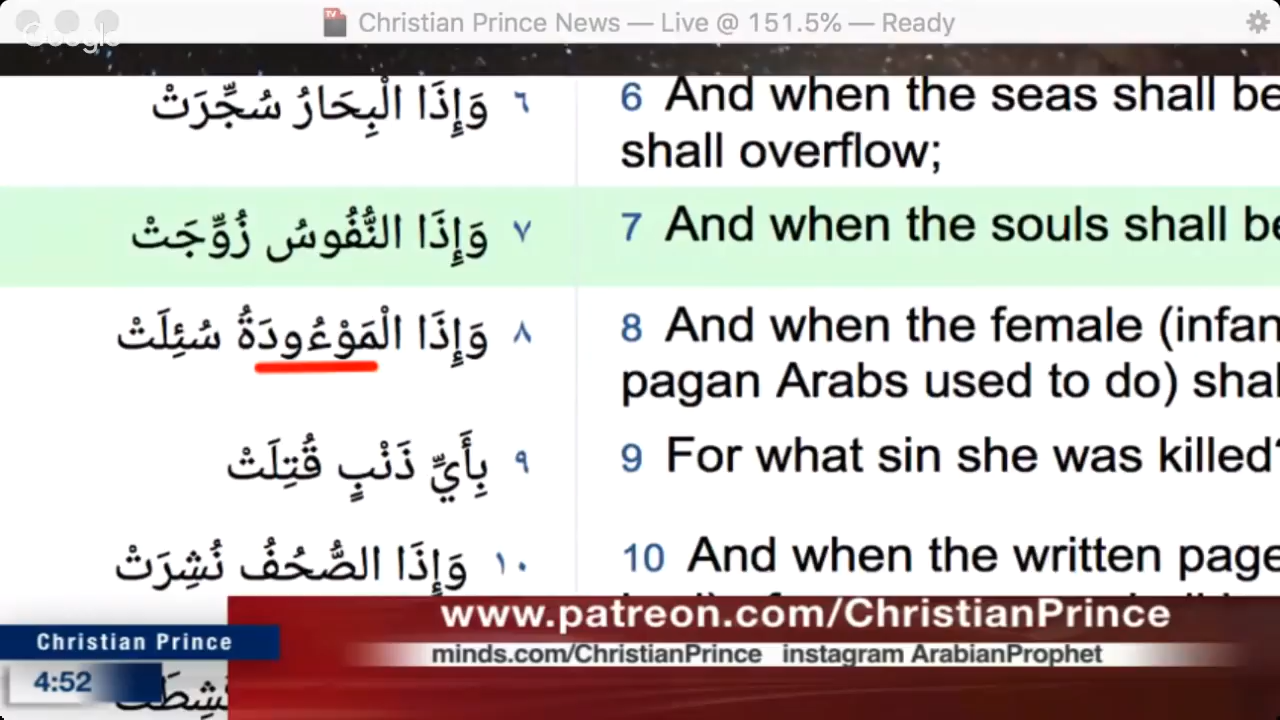 Christian Prince News — Live @ 151.5% — Ready
Google
وَإِذَا الْبِحَارُ سُجِّرَتْ ٦
6 And when the seas shall be
shall overflow;
وَإِذَا النُّفُوسُ زُوِّجَتْ ٧
7 And when the souls shall be
وَإِذَا الْمَوْءُودَةُ سُئِلَتْ ٨
8 And when the female (infan
pagan Arabs used to do) shal
بِأَيِّ ذَنْبٍ قُتِلَتْ ٩
9 For what sin she was killed?
وَإِذَا الصُّحُفُ نُشِرَتْ ١٠
10 And when the written page
www.patreon.com/ChristianPrince
Christian Prince
minds.com/ChristianPrince instagram ArabianProphet
4:52